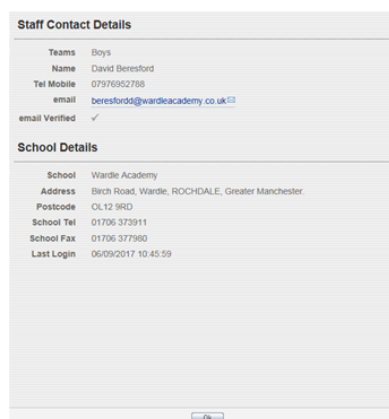 Staff Contact Details
Teams Boys
Name David Beresford
Tel Mobile 07976952788
email beresfordd@wardleacademy.co.uk
email Verified ✓
School Details
School Wardle Academy
Address Birch Road, Wardle, ROCHDALE, Greater Manchester.
Postcode OL12 9RD
School Tel 01706 373911
School Fax 01706 377980
Last Login 06/09/2017 10:45:59
Ok